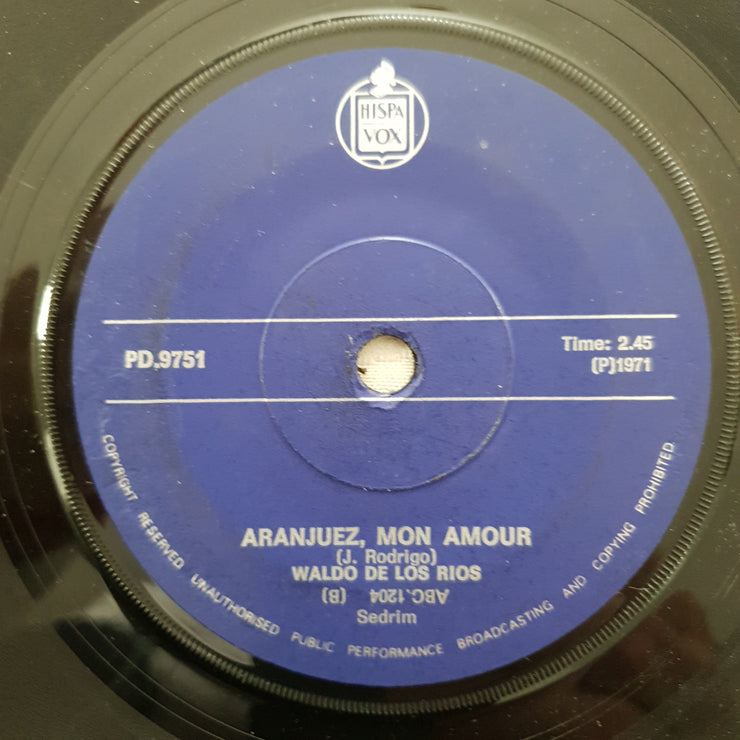 HISPA
VOX
PD.9751
Time: 2.45
(P)1971
ARANJUEZ, MON AMOUR
(J. Rodrigo)
WALDO DE LOS RIOS
ABC.1204 (B)
Sedrim
COPYRIGHT RESERVED UNAUTHORISED PUBLIC PERFORMANCE BROADCASTING AND COPYING PROHIBITED.